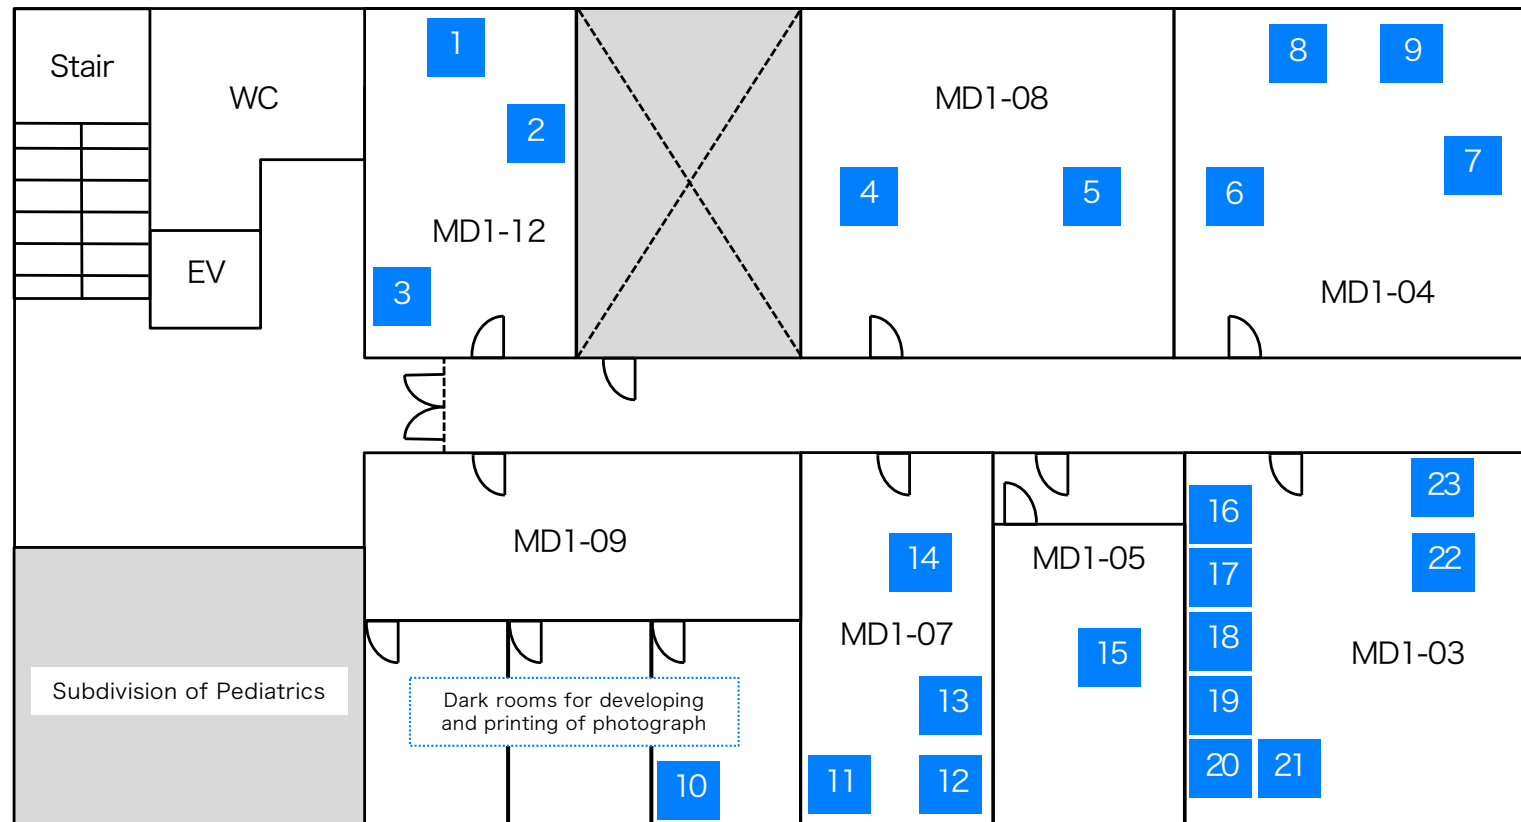 Stair
WC
EV
1
2
MD1-12
3
MD1-08
4
5
8
9
7
6
MD1-04
MD1-09
Subdivision of Pediatrics
Dark rooms for developing
and printing of photograph
10
14
MD1-07
13
11
12
MD1-05
15
16
17
18
19
20
21
23
22
MD1-03